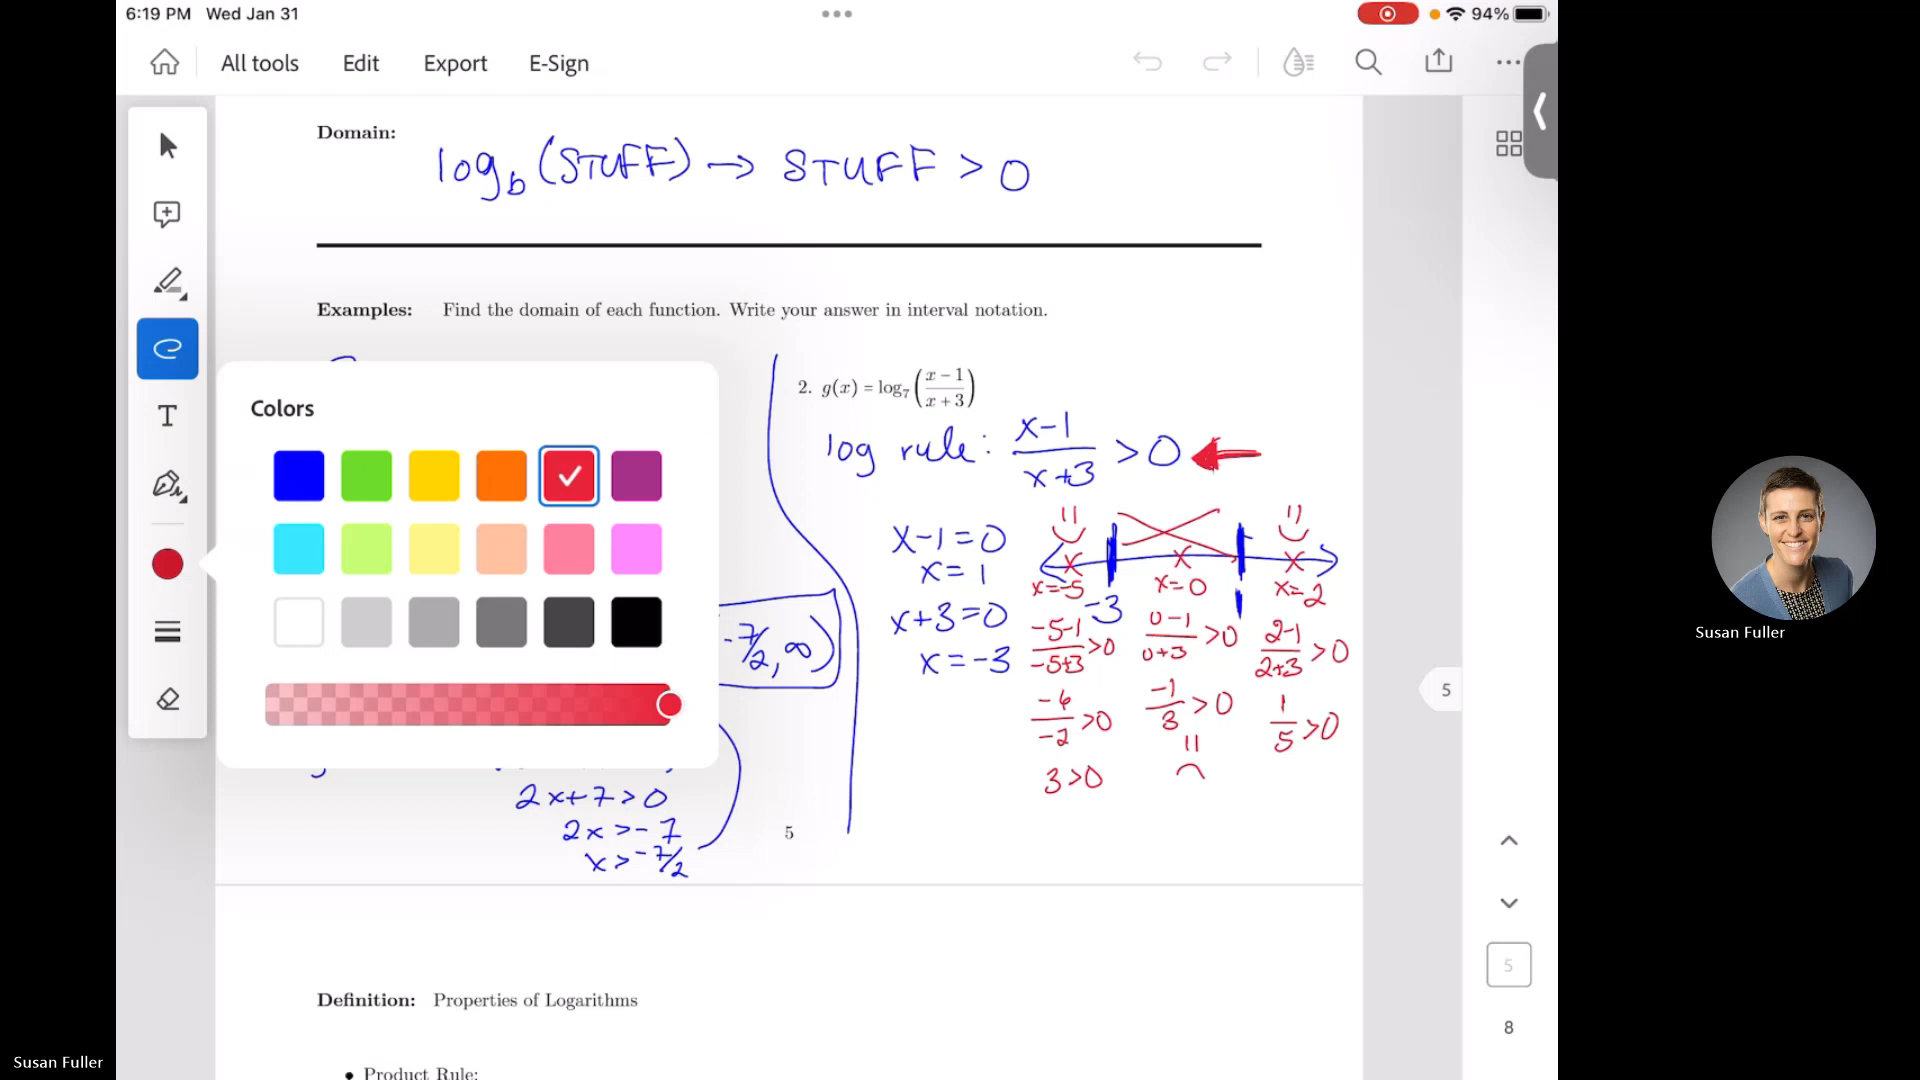 6:19 PM Wed Jan 31
94%
All tools Edit Export E-Sign
Domain:
log_b (STUFF) → STUFF > 0
Examples: Find the domain of each function. Write your answer in interval notation.
Colors
2. g(x) = log₇ ((x − 1)/(x + 3))
log rule: (x-1)/(x+3) > 0
x-1=0
x=1
x+3=0
x=-3
x=-5 x=0 x=2
-3 1
(-5-1)/(-5+3) >0 (0-1)/(0+3) >0 (2-1)/(2+3) >0
-6/-2 >0 -1/3 >0 1/5 >0
3>0
-7/2, ∞)
2x+7>0
2x>-7
x>-7/2
5
5
5
8
Definition: Properties of Logarithms
• Product Rule:
Susan Fuller
Susan Fuller